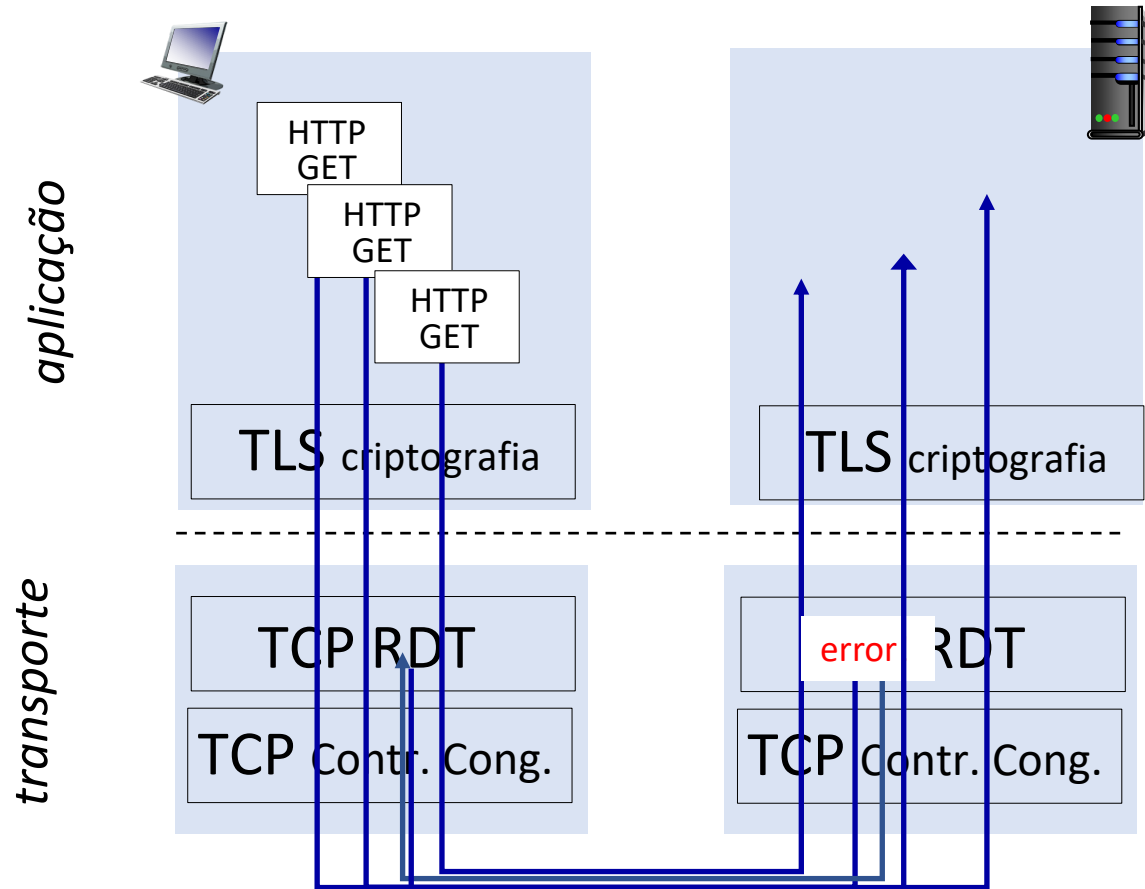 aplicação
HTTP
GET
HTTP
GET
HTTP
GET
TLS criptografia
TLS criptografia
transporte
TCP RDT
TCP Contr. Cong.
error RDT
TCP Contr. Cong.